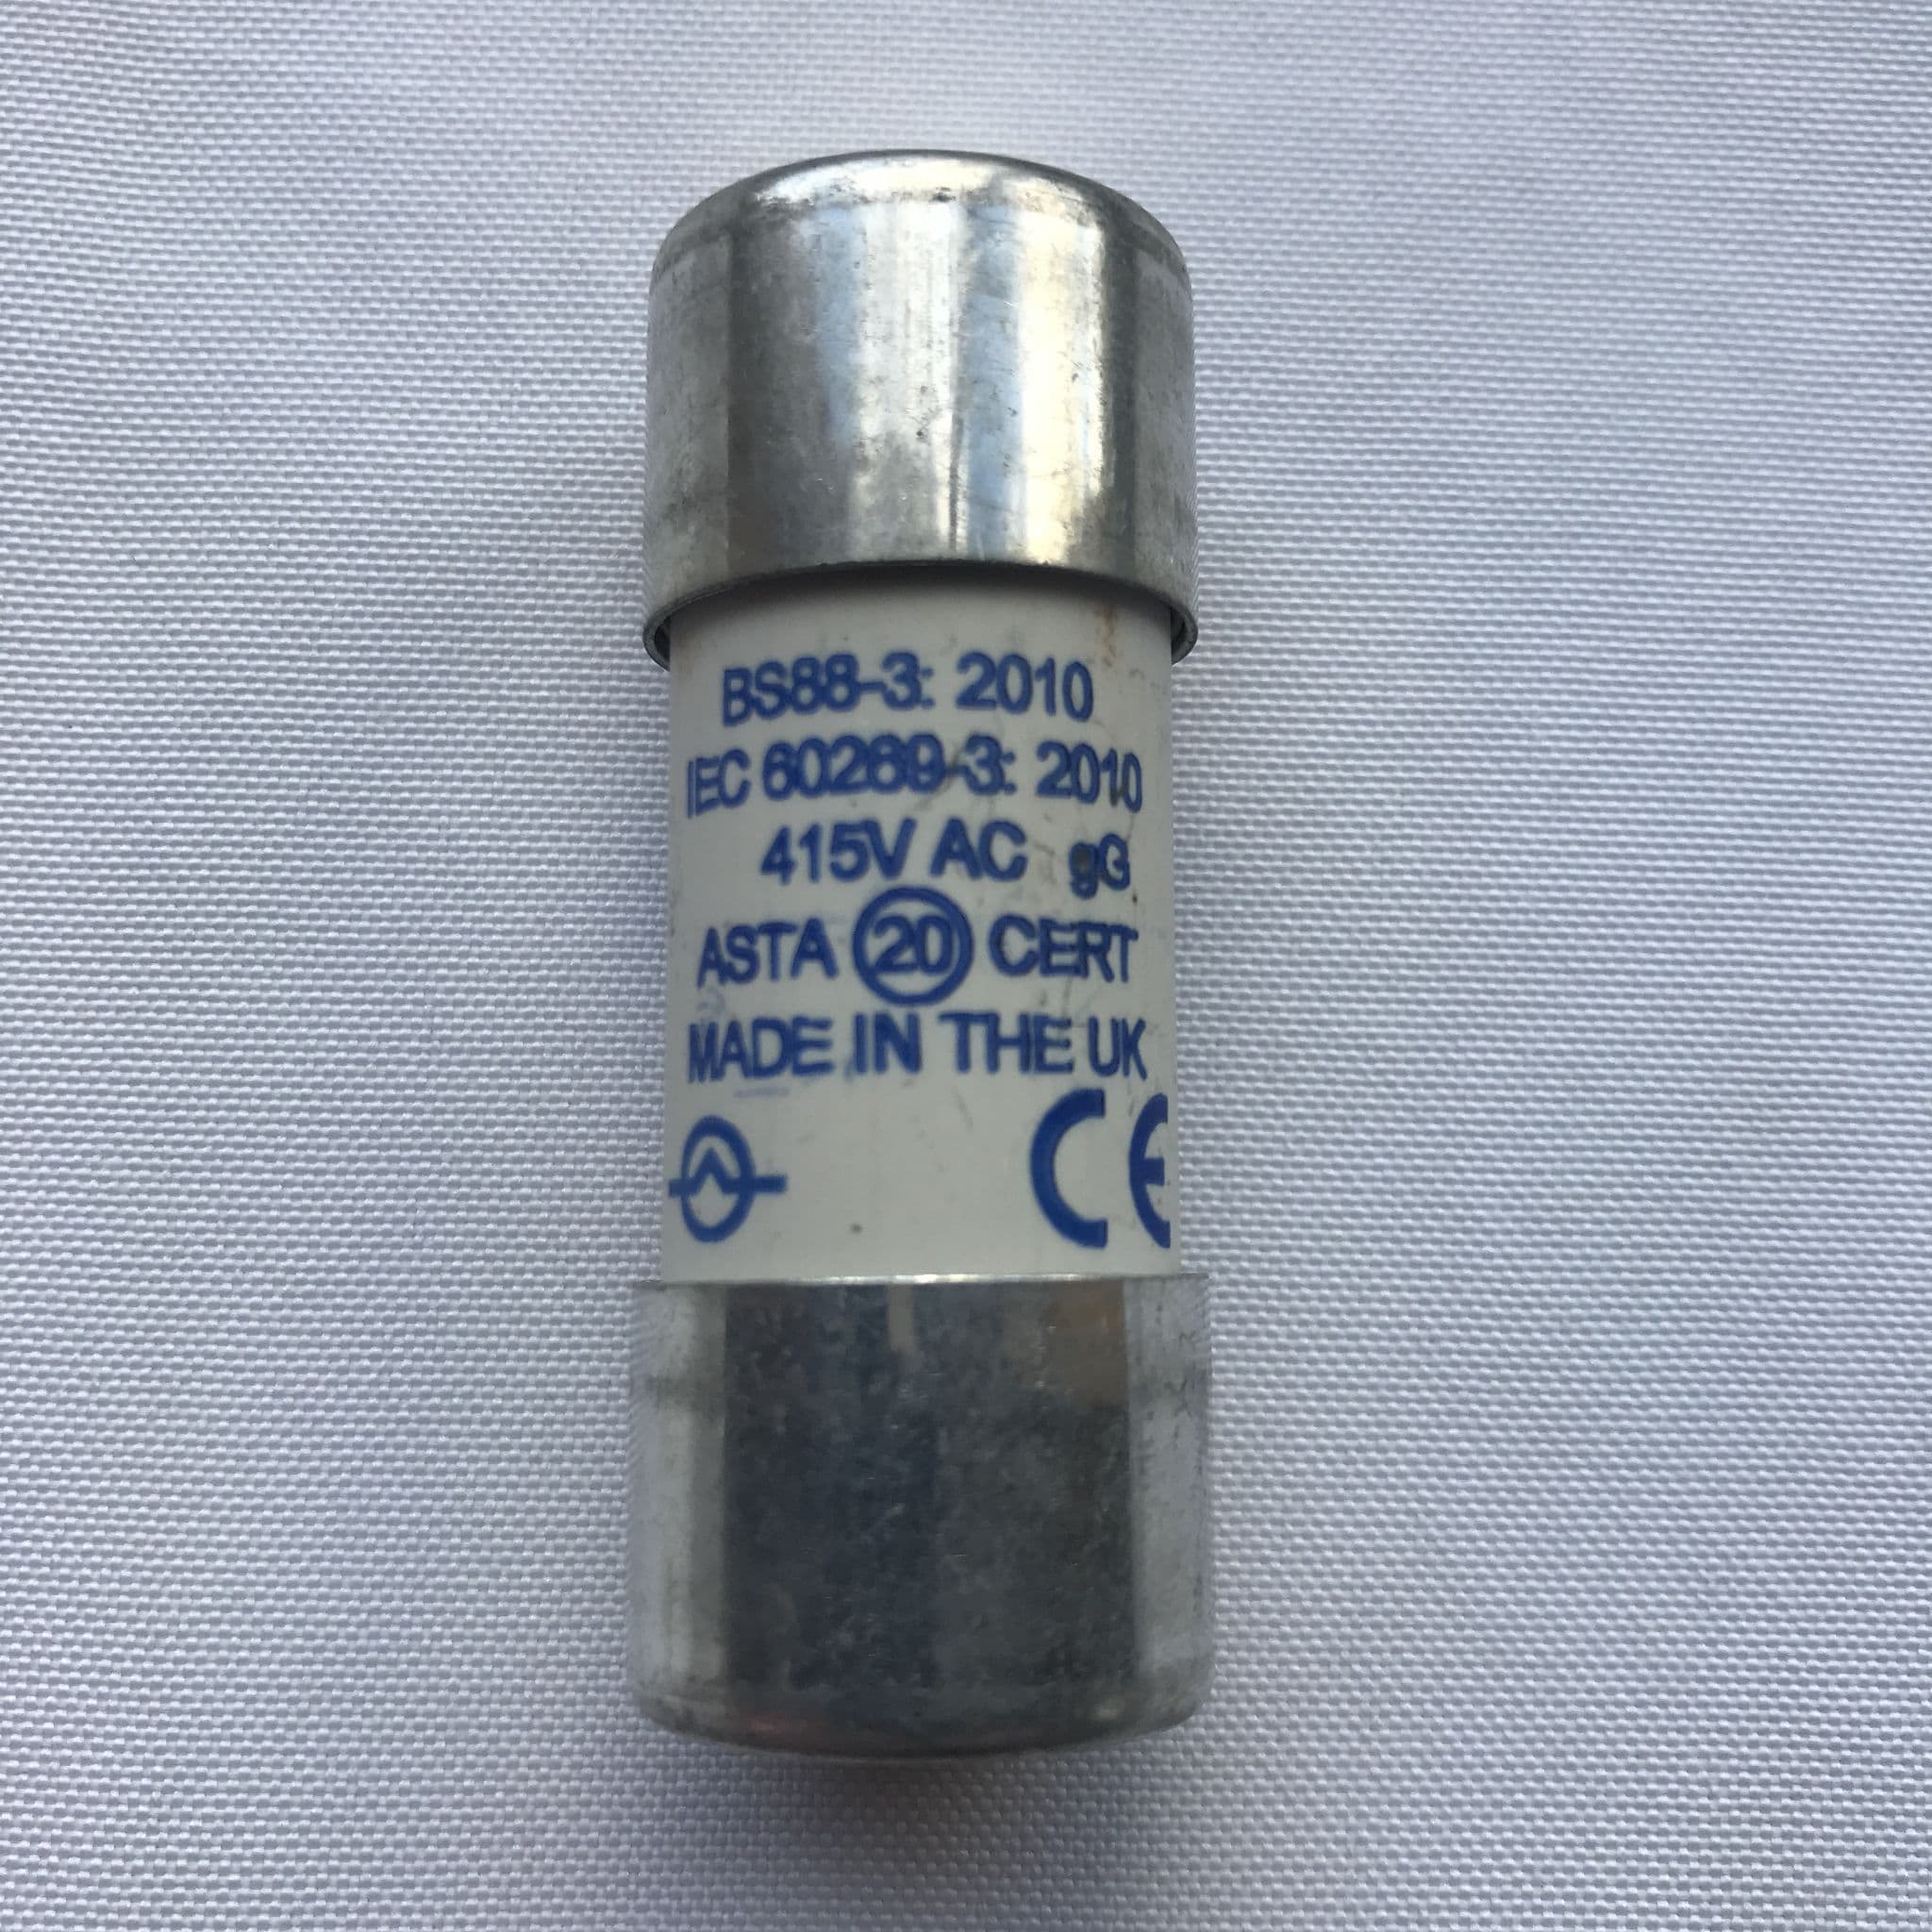 BS88-3: 2010
IEC 60269-3: 2010
415V AC gG
ASTA 20 CERT
MADE IN THE UK
CE